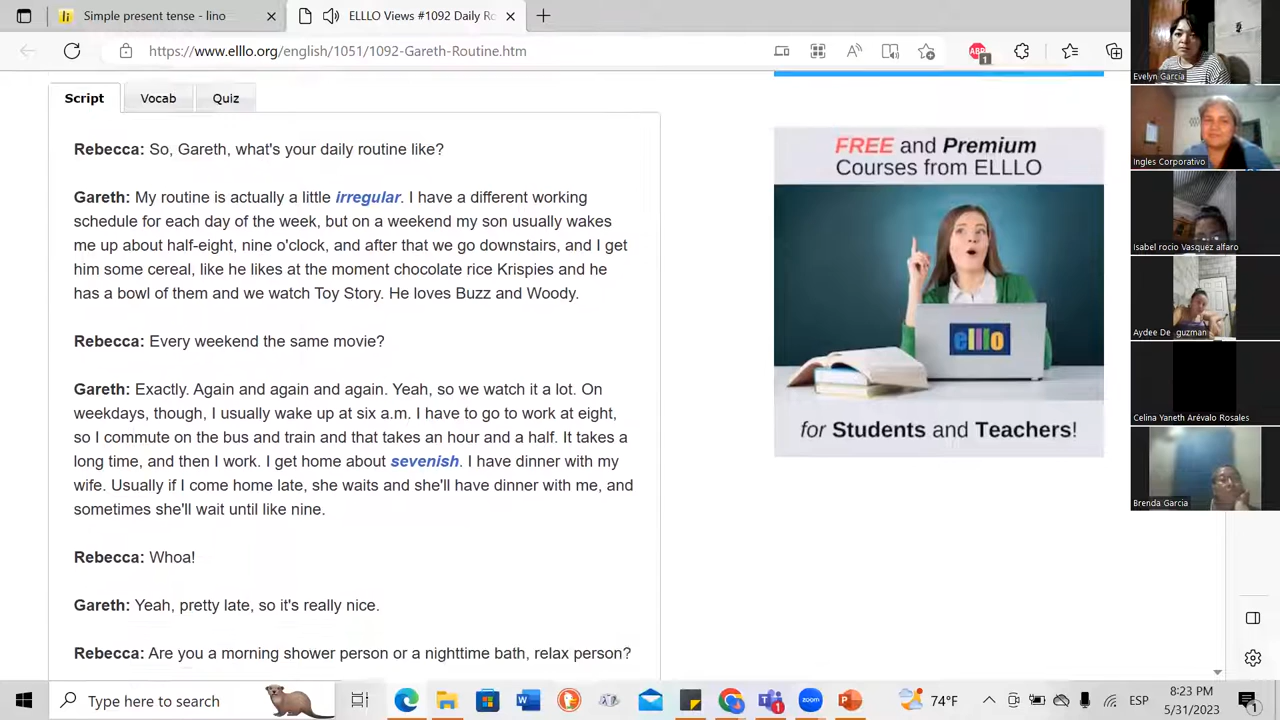 Simple present tense - lino
ELLLO Views #1092 Daily Ro
https://www.elllo.org/english/1051/1092-Gareth-Routine.htm
ABP
1
Script
Vocab
Quiz
Rebecca: So, Gareth, what's your daily routine like?
Gareth: My routine is actually a little irregular. I have a different working
schedule for each day of the week, but on a weekend my son usually wakes
me up about half-eight, nine o'clock, and after that we go downstairs, and I get
him some cereal, like he likes at the moment chocolate rice Krispies and he
has a bowl of them and we watch Toy Story. He loves Buzz and Woody.
Rebecca: Every weekend the same movie?
Gareth: Exactly. Again and again and again. Yeah, so we watch it a lot. On
weekdays, though, I usually wake up at six a.m. I have to go to work at eight,
so I commute on the bus and train and that takes an hour and a half. It takes a
long time, and then I work. I get home about sevenish. I have dinner with my
wife. Usually if I come home late, she waits and she'll have dinner with me, and
sometimes she'll wait until like nine.
Rebecca: Whoa!
Gareth: Yeah, pretty late, so it's really nice.
Rebecca: Are you a morning shower person or a nighttime bath, relax person?
FREE and Premium
Courses from ELLLO
elllo
for Students and Teachers!
Evelyn García
Ingles Corporativo
Isabel rocio Vasquez alfaro
Aydee De guzman
Celina Yaneth Arévalo Rosales
Brenda Garcia
Type here to search
zoom
1
74°F
ESP
8:23 PM
5/31/2023
1